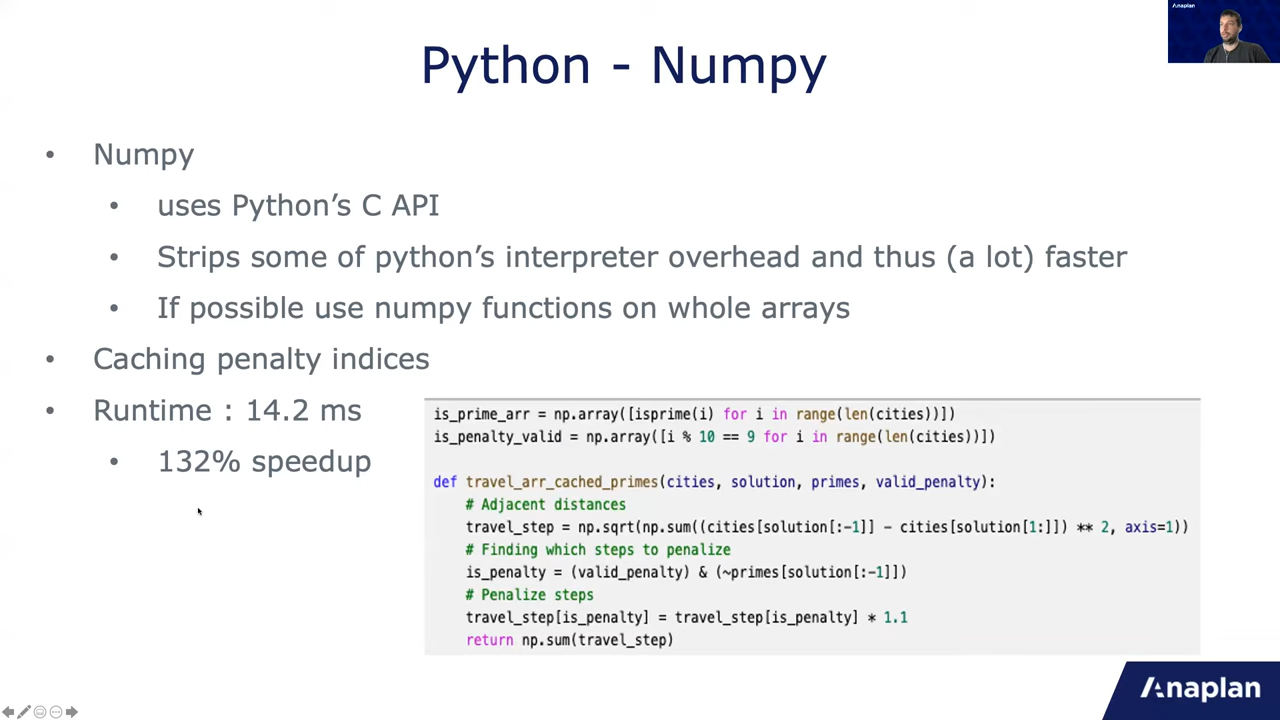 Anaplan
Python - Numpy
• Numpy
• uses Python’s C API
• Strips some of python’s interpreter overhead and thus (a lot) faster
• If possible use numpy functions on whole arrays
• Caching penalty indices
• Runtime : 14.2 ms
• 132% speedup
is_prime_arr = np.array([isprime(i) for i in range(len(cities))])
is_penalty_valid = np.array([i % 10 == 9 for i in range(len(cities))])
def travel_arr_cached_primes(cities, solution, primes, valid_penalty):
# Adjacent distances
travel_step = np.sqrt(np.sum((cities[solution[:-1]] - cities[solution[1:]]) ** 2, axis=1))
# Finding which steps to penalize
is_penalty = (valid_penalty) & (~primes[solution[:-1]])
# Penalize steps
travel_step[is_penalty] = travel_step[is_penalty] * 1.1
return np.sum(travel_step)
Anaplan